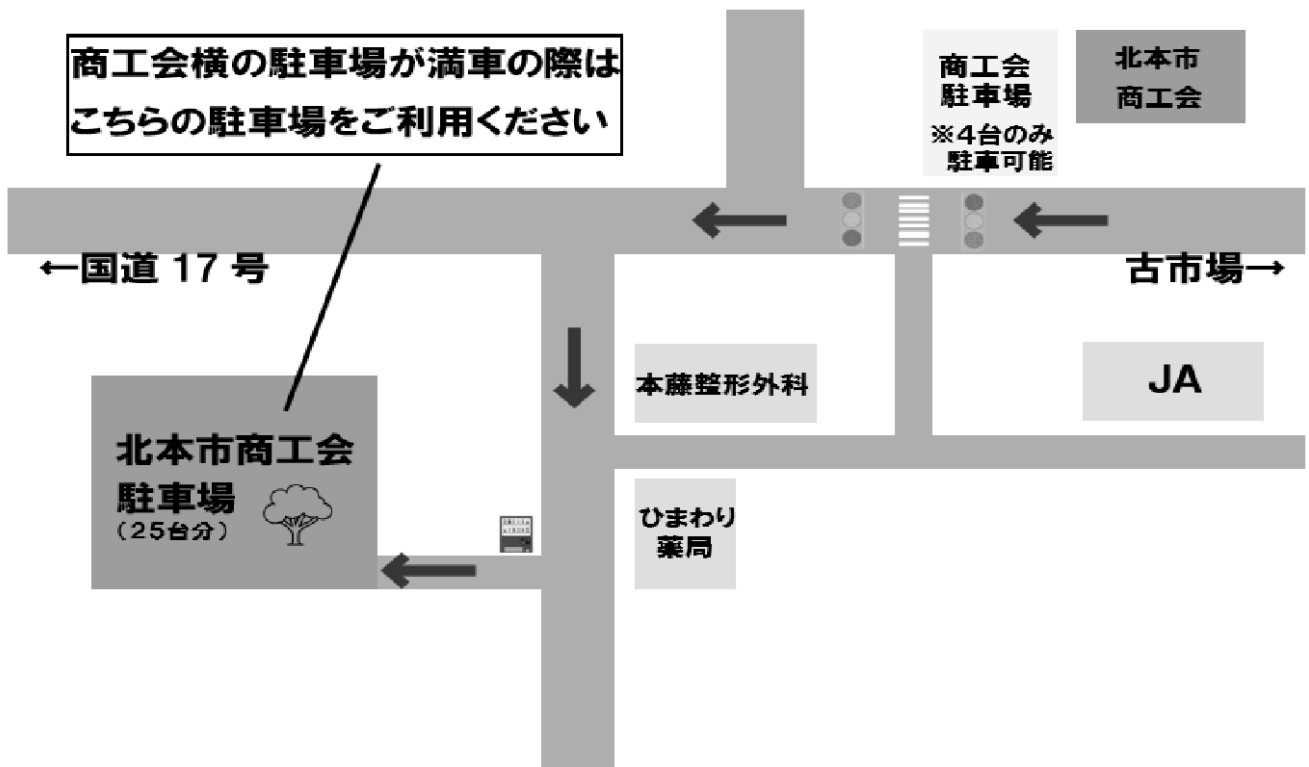 商工会横の駐車場が満車の際は
こちらの駐車場をご利用ください
商工会
駐車場
※4台のみ
駐車可能
北本市
商工会
←国道 17 号
古市場→
本藤整形外科
JA
北本市商工会
駐車場
（25台分）
ひまわり
薬局